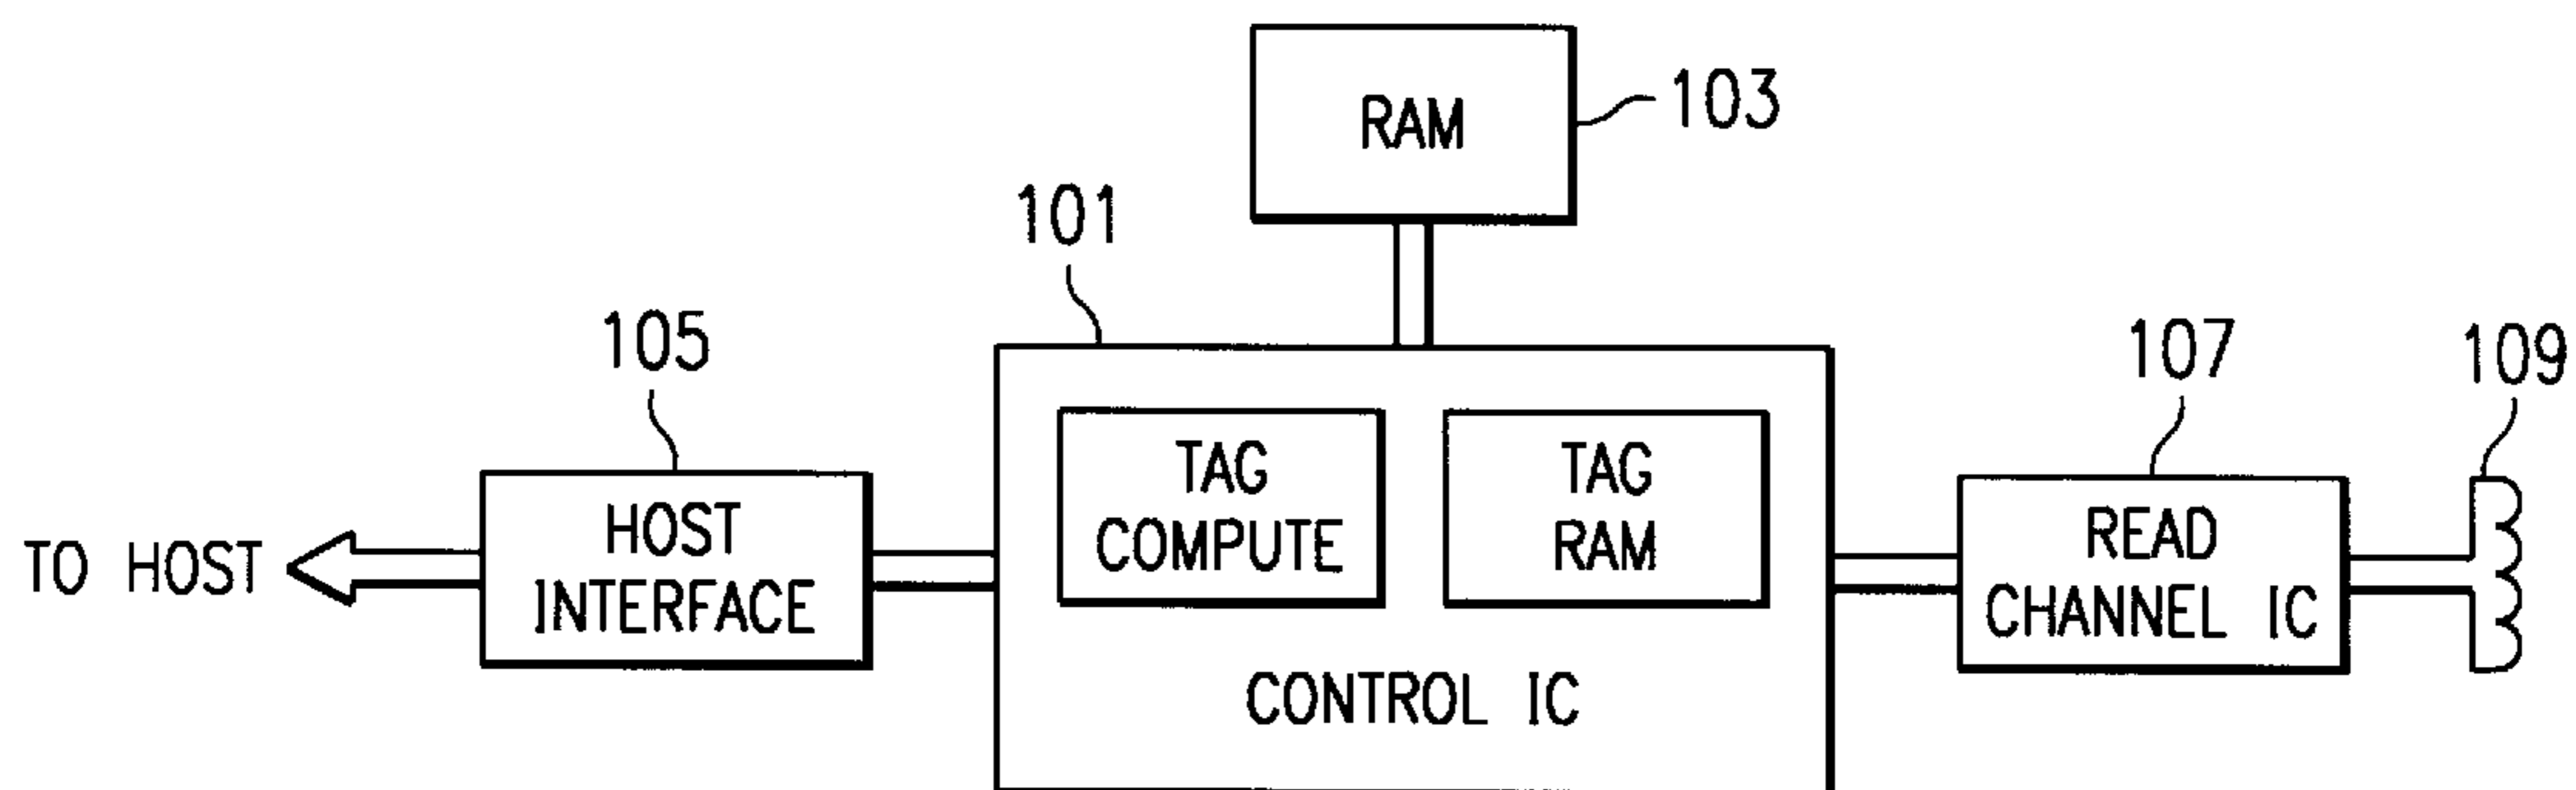 RAM
103
101
105
107
109
TAG
COMPUTE
TAG
RAM
TO HOST
HOST
INTERFACE
READ
CHANNEL IC
CONTROL IC